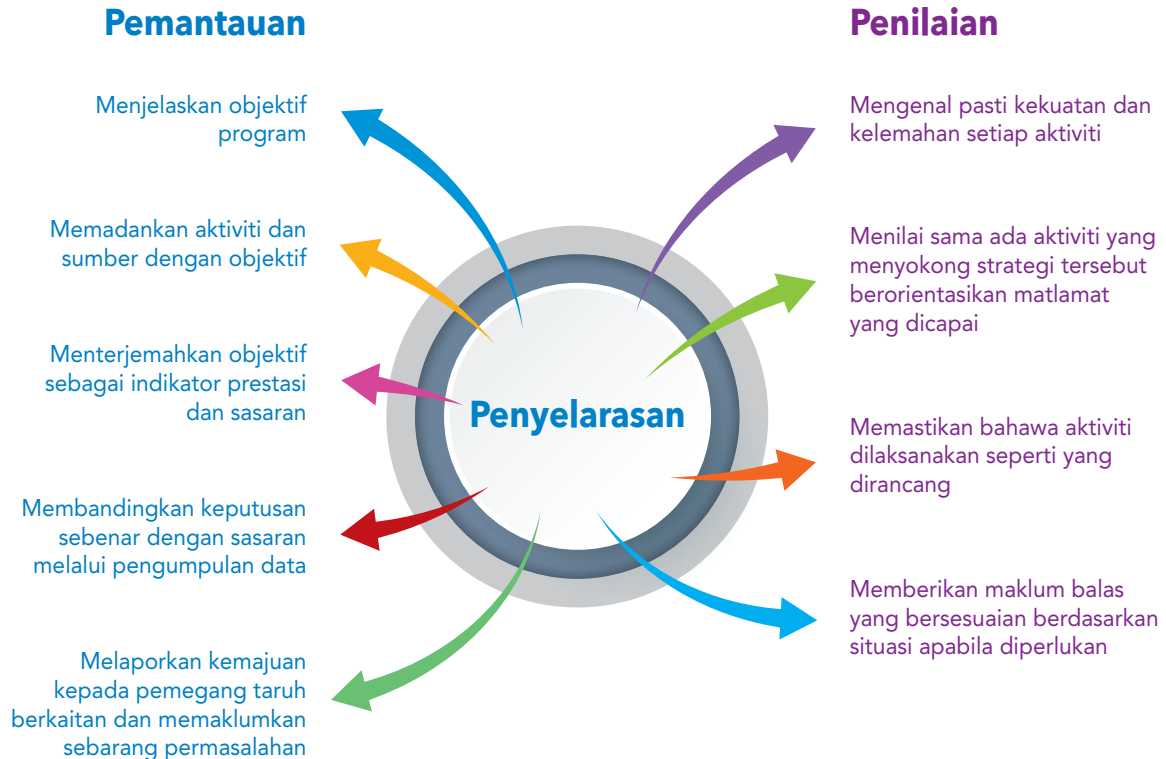 Pemantauan
Menjelaskan objektif
program
Memadankan aktiviti dan
sumber dengan objektif
Menterjemahkan objektif
sebagai indikator prestasi
dan sasaran
Membandingkan keputusan
sebenar dengan sasaran
melalui pengumpulan data
Melaporkan kemajuan
kepada pemegang taruh
berkaitan dan memaklumkan
sebarang permasalahan
Penyelarasan
Penilaian
Mengenal pasti kekuatan dan
kelemahan setiap aktiviti
Menilai sama ada aktiviti yang
menyokong strategi tersebut
berorientasikan matlamat
yang dicapai
Memastikan bahawa aktiviti
dilaksanakan seperti yang
dirancang
Memberikan maklum balas
yang bersesuaian berdasarkan
situasi apabila diperlukan